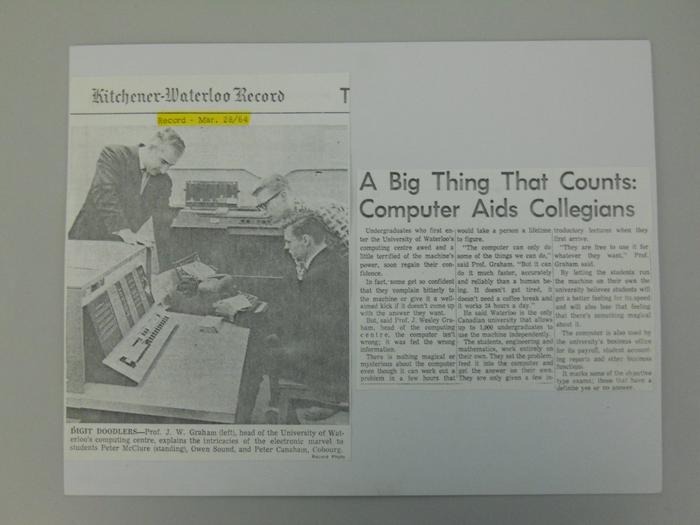 Kitchener-Waterloo Record
T
Record - Mar. 28/64
DIGIT DOODLERS—Prof. J. W. Graham (left), head of the University of Wat-
erloo's computing centre, explains the intricacies of the electronic marvel to
students Peter McClure (standing), Owen Sound, and Peter Canaham, Cobourg.
Record Photo
A Big Thing That Counts:
Computer Aids Collegians
Undergraduates who first en-
ter the University of Waterloo's
computing centre awed and a
little terrified of the machine's
power, soon regain their con-
fidence.
In fact, some get so confident
that they complain bitterly to
the machine or give it a well-
aimed kick if it doesn't come up
with the answer they want.
But, said Prof. J. Wesley Gra-
ham, head of the computing
centre, the computer isn't
wrong; it was fed the wrong
information.
There is nothing magical or
mysterious about the computer
even though it can work out a
problem in a few hours that
would take a person a lifetime
to figure.
"The computer can only do
some of the things we can do,"
said Prof. Graham. "But it can
do it much faster, accurately
and reliably than a human be-
ing. It doesn't get tired, it
doesn't need a coffee break and
it works 24 hours a day."
He said Waterloo is the only
Canadian university that allows
up to 1,000 undergraduates to
use the machine independently.
The students, engineering and
mathematics, work entirely on
their own. They set the problem,
feed it into the computer and
get the answer on their own.
They are only given a few in-
troductory lectures when they
first arrive.
"They are free to use it for
whatever they want," Prof.
Graham said.
By letting the students run
the machine on their own the
university believes students will
get a better feeling for its speed
and will also lose that feeling
that there's something magical
about it.
The computer is also used by
the university's business office
for its payroll, student account-
ing reports and other business
functions.
It marks some of the objective
type exams; those that have a
definite yes or no answer.